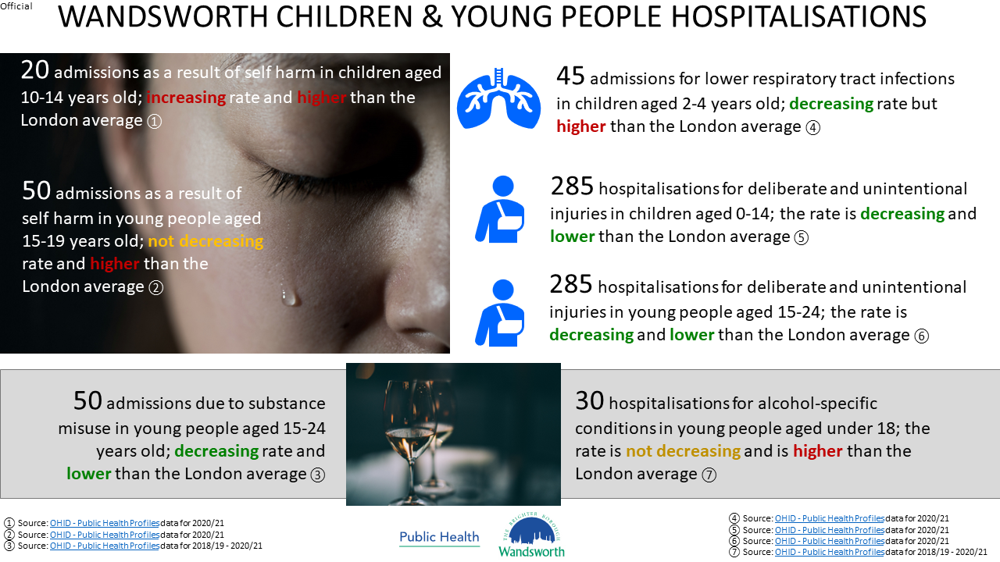 Official
WANDSWORTH CHILDREN & YOUNG PEOPLE HOSPITALISATIONS
20 admissions as a result of self harm in children aged
10-14 years old; increasing rate and higher than the
London average ①
50 admissions as a result of
self harm in young people aged
15-19 years old; not decreasing
rate and higher than the
London average ②
45 admissions for lower respiratory tract infections
in children aged 2-4 years old; decreasing rate but
higher than the London average ④
285 hospitalisations for deliberate and unintentional
injuries in children aged 0-14; the rate is decreasing and
lower than the London average ⑤
285 hospitalisations for deliberate and unintentional
injuries in young people aged 15-24; the rate is
decreasing and lower than the London average ⑥
50 admissions due to substance
misuse in young people aged 15-24
years old; decreasing rate and
lower than the London average ③
30 hospitalisations for alcohol-specific
conditions in young people aged under 18; the
rate is not decreasing and is higher than the
London average ⑦
① Source: OHID - Public Health Profiles data for 2020/21
② Source: OHID - Public Health Profiles data for 2020/21
③ Source: OHID - Public Health Profiles data for 2018/19 - 2020/21
Public Health
THE BRIGHTER BOROUGH
Wandsworth
④ Source: OHID - Public Health Profiles data for 2020/21
⑤ Source: OHID - Public Health Profiles data for 2020/21
⑥ Source: OHID - Public Health Profiles data for 2020/21
⑦ Source: OHID - Public Health Profiles data for 2018/19 - 2020/21